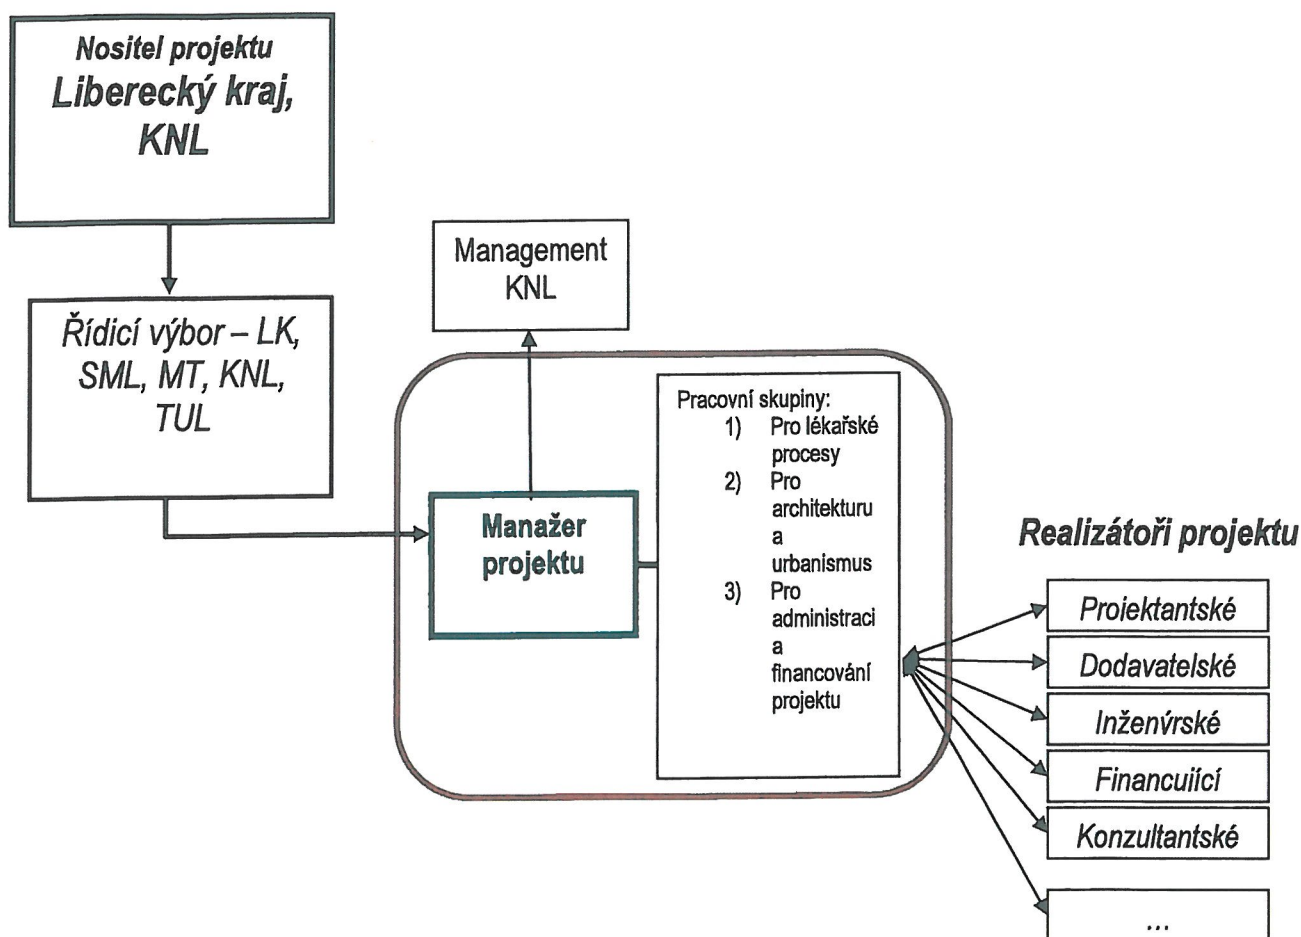 Nositel projektu
Liberecký kraj,
KNL
Management
KNL
Řídicí výbor – LK,
SML, MT, KNL,
TUL
Pracovní skupiny:
1) Pro lékařské
procesy
2) Pro
architekturu
a
urbanismus
3) Pro
administraci
a
financování
projektu
Manažer
projektu
Realizátoři projektu
Projektantské
Dodavatelské
Inženýrské
Financující
Konzultantské
...